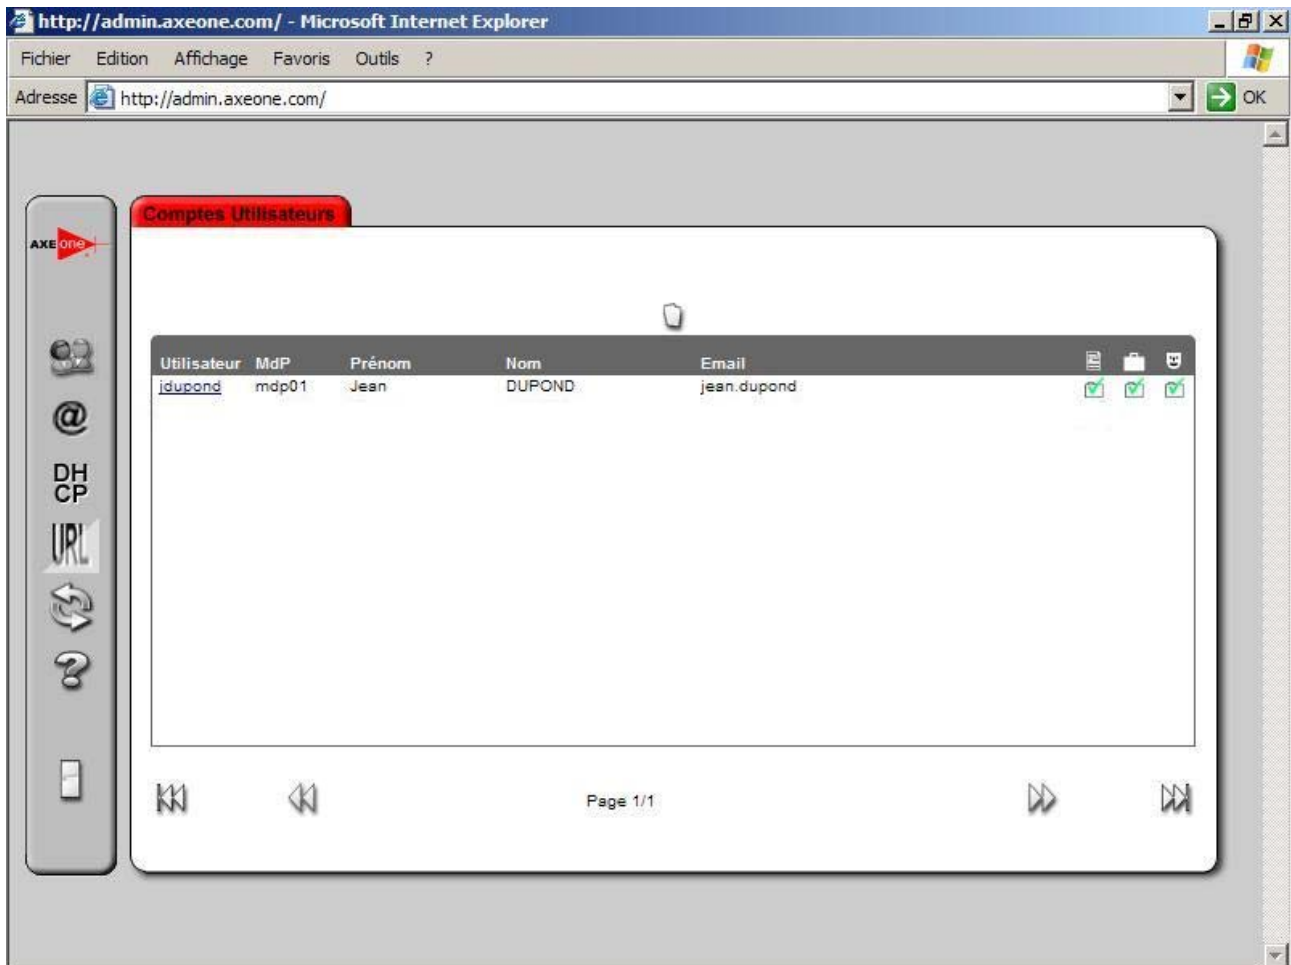 http://admin.axeone.com/ - Microsoft Internet Explorer
Fichier Edition Affichage Favoris Outils ?
Adresse http://admin.axeone.com/ OK
Comptes Utilisateurs
AXE one
Utilisateur MdP Prénom Nom Email
jdupond mdp01 Jean DUPOND jean.dupond
@
DH
CP
URL
?
Page 1/1